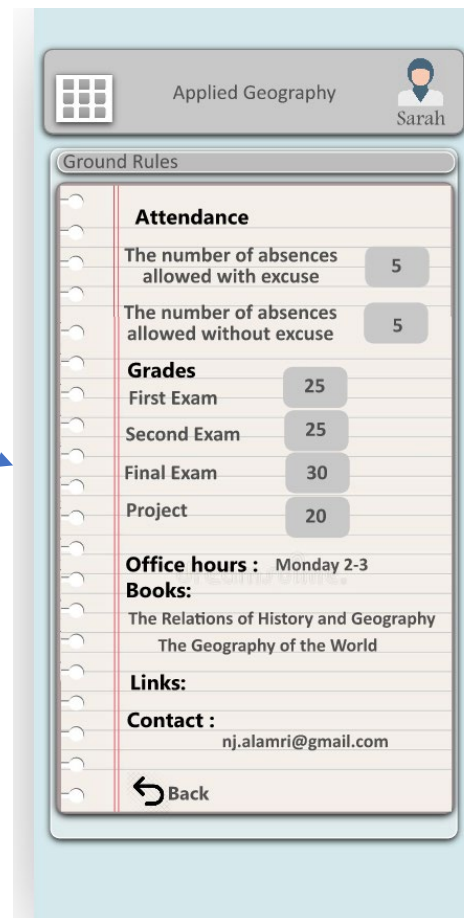 Applied Geography
Sarah
Ground Rules
Attendance
The number of absences
allowed with excuse
5
The number of absences
allowed without excuse
5
Grades
First Exam
25
Second Exam
25
Final Exam
30
Project
20
Office hours : Monday 2-3
Books:
The Relations of History and Geography
The Geography of the World
Links:
Contact :
nj.alamri@gmail.com
Back